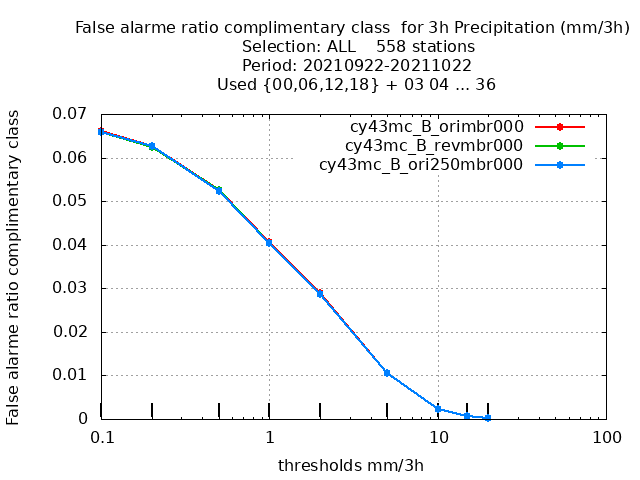 False alarme ratio complimentary class  for 3h Precipitation (mm/3h)
Selection: ALL    558 stations
Period: 20210922-20211022
Used {00,06,12,18} + 03 04 ... 36
False alarme ratio complimentary class
0.07
0.06
0.05
0.04
0.03
0.02
0.01
0
cy43mc_B_orimbr000
cy43mc_B_revmbr000
cy43mc_B_ori250mbr000
0.1 1 10 100
thresholds mm/3h